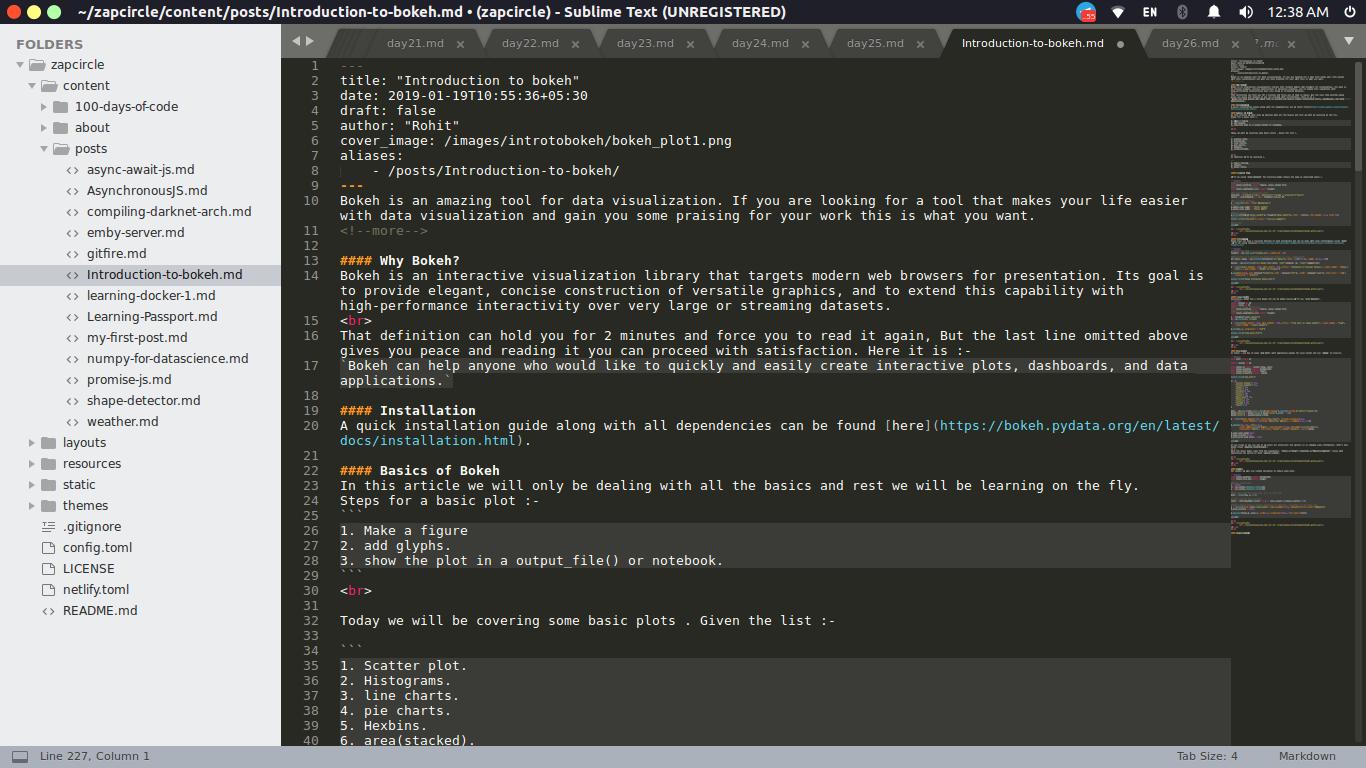 ~/zapcircle/content/posts/Introduction-to-bokeh.md • (zapcircle) - Sublime Text (UNREGISTERED)
EN
12:38 AM
FOLDERS
zapcircle
content
100-days-of-code
about
posts
async-await-js.md
AsynchronousJS.md
compiling-darknet-arch.md
emby-server.md
gitfire.md
Introduction-to-bokeh.md
learning-docker-1.md
Learning-Passport.md
my-first-post.md
numpy-for-datascience.md
promise-js.md
shape-detector.md
weather.md
layouts
resources
static
themes
.gitignore
config.toml
LICENSE
netlify.toml
README.md
day21.md
day22.md
day23.md
day24.md
day25.md
Introduction-to-bokeh.md
day26.md
1 ---
2 title: "Introduction to bokeh"
3 date: 2019-01-19T10:55:36+05:30
4 draft: false
5 author: "Rohit"
6 cover_image: /images/introtobokeh/bokeh_plot1.png
7 aliases:
8     - /posts/Introduction-to-bokeh/
9 ---
10 Bokeh is an amazing tool for data visualization. If you are looking for a tool that makes your life easier
with data visualization and gain you some praising for your work this is what you want.
11 <!--more-->
12
13 #### Why Bokeh?
14 Bokeh is an interactive visualization library that targets modern web browsers for presentation. Its goal is
to provide elegant, concise construction of versatile graphics, and to extend this capability with
high-performance interactivity over very large or streaming datasets.
15 <br>
16 That definition can hold you for 2 minutes and force you to read it again, But the last line omitted above
gives you peace and reading it you can proceed with satisfaction. Here it is :-
17 `Bokeh can help anyone who would like to quickly and easily create interactive plots, dashboards, and data
applications.`
18
19 #### Installation
20 A quick installation guide along with all dependencies can be found [here](https://bokeh.pydata.org/en/latest/
docs/installation.html).
21
22 #### Basics of Bokeh
23 In this article we will only be dealing with all the basics and rest we will be learning on the fly.
24 Steps for a basic plot :-
25 ```
26 1. Make a figure
27 2. add glyphs.
28 3. show the plot in a output_file() or notebook.
29 ```
30 <br>
31
32 Today we will be covering some basic plots . Given the list :-
33
34 ```
35 1. Scatter plot.
36 2. Histograms.
37 3. line charts.
38 4. pie charts.
39 5. Hexbins.
40 6. area(stacked).
Line 227, Column 1
Tab Size: 4
Markdown